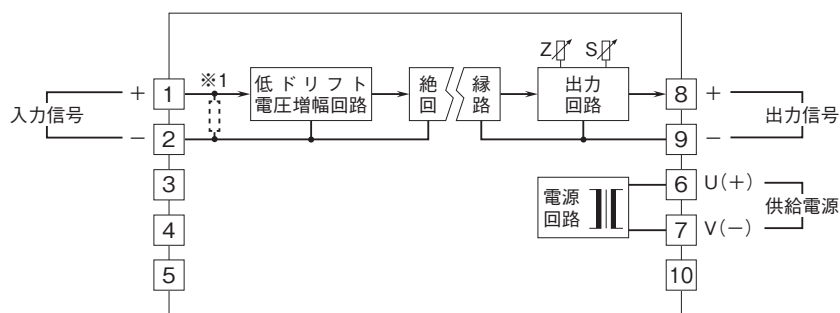 Z S
※1
低ドリフト
電圧増幅回路
絶 縁
回 路
出力
回路
入力信号
+ 1
− 2
3
4
5
8 +
9 −
出力信号
6 U(+)
7 V(−)
供給電源
10
電源
回路